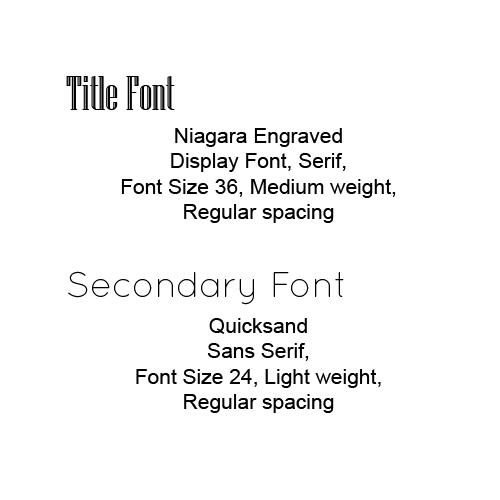 Title Font
Niagara Engraved
Display Font, Serif,
Font Size 36, Medium weight,
Regular spacing
Secondary Font
Quicksand
Sans Serif,
Font Size 24, Light weight,
Regular spacing